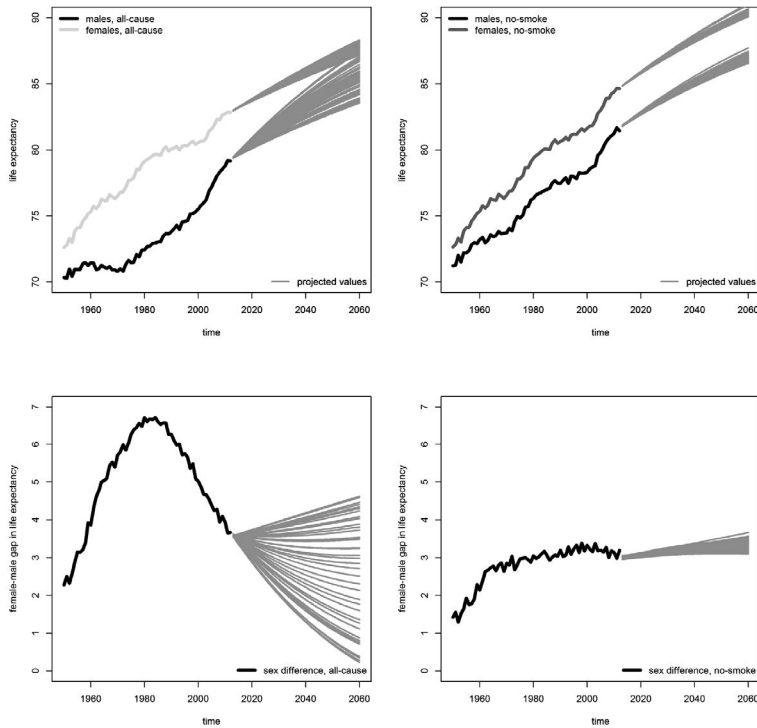 males, all-cause
females, all-cause
90
85
80
75
70
life expectancy
projected values
1960 1980 2000 2020 2040 2060
time
males, no-smoke
females, no-smoke
90
85
80
75
70
life expectancy
projected values
1960 1980 2000 2020 2040 2060
time
7
6
5
4
3
2
1
0
female-male gap in life expectancy
sex difference, all-cause
1960 1980 2000 2020 2040 2060
time
7
6
5
4
3
2
1
0
female-male gap in life expectancy
sex difference, no-smoke
1960 1980 2000 2020 2040 2060
time